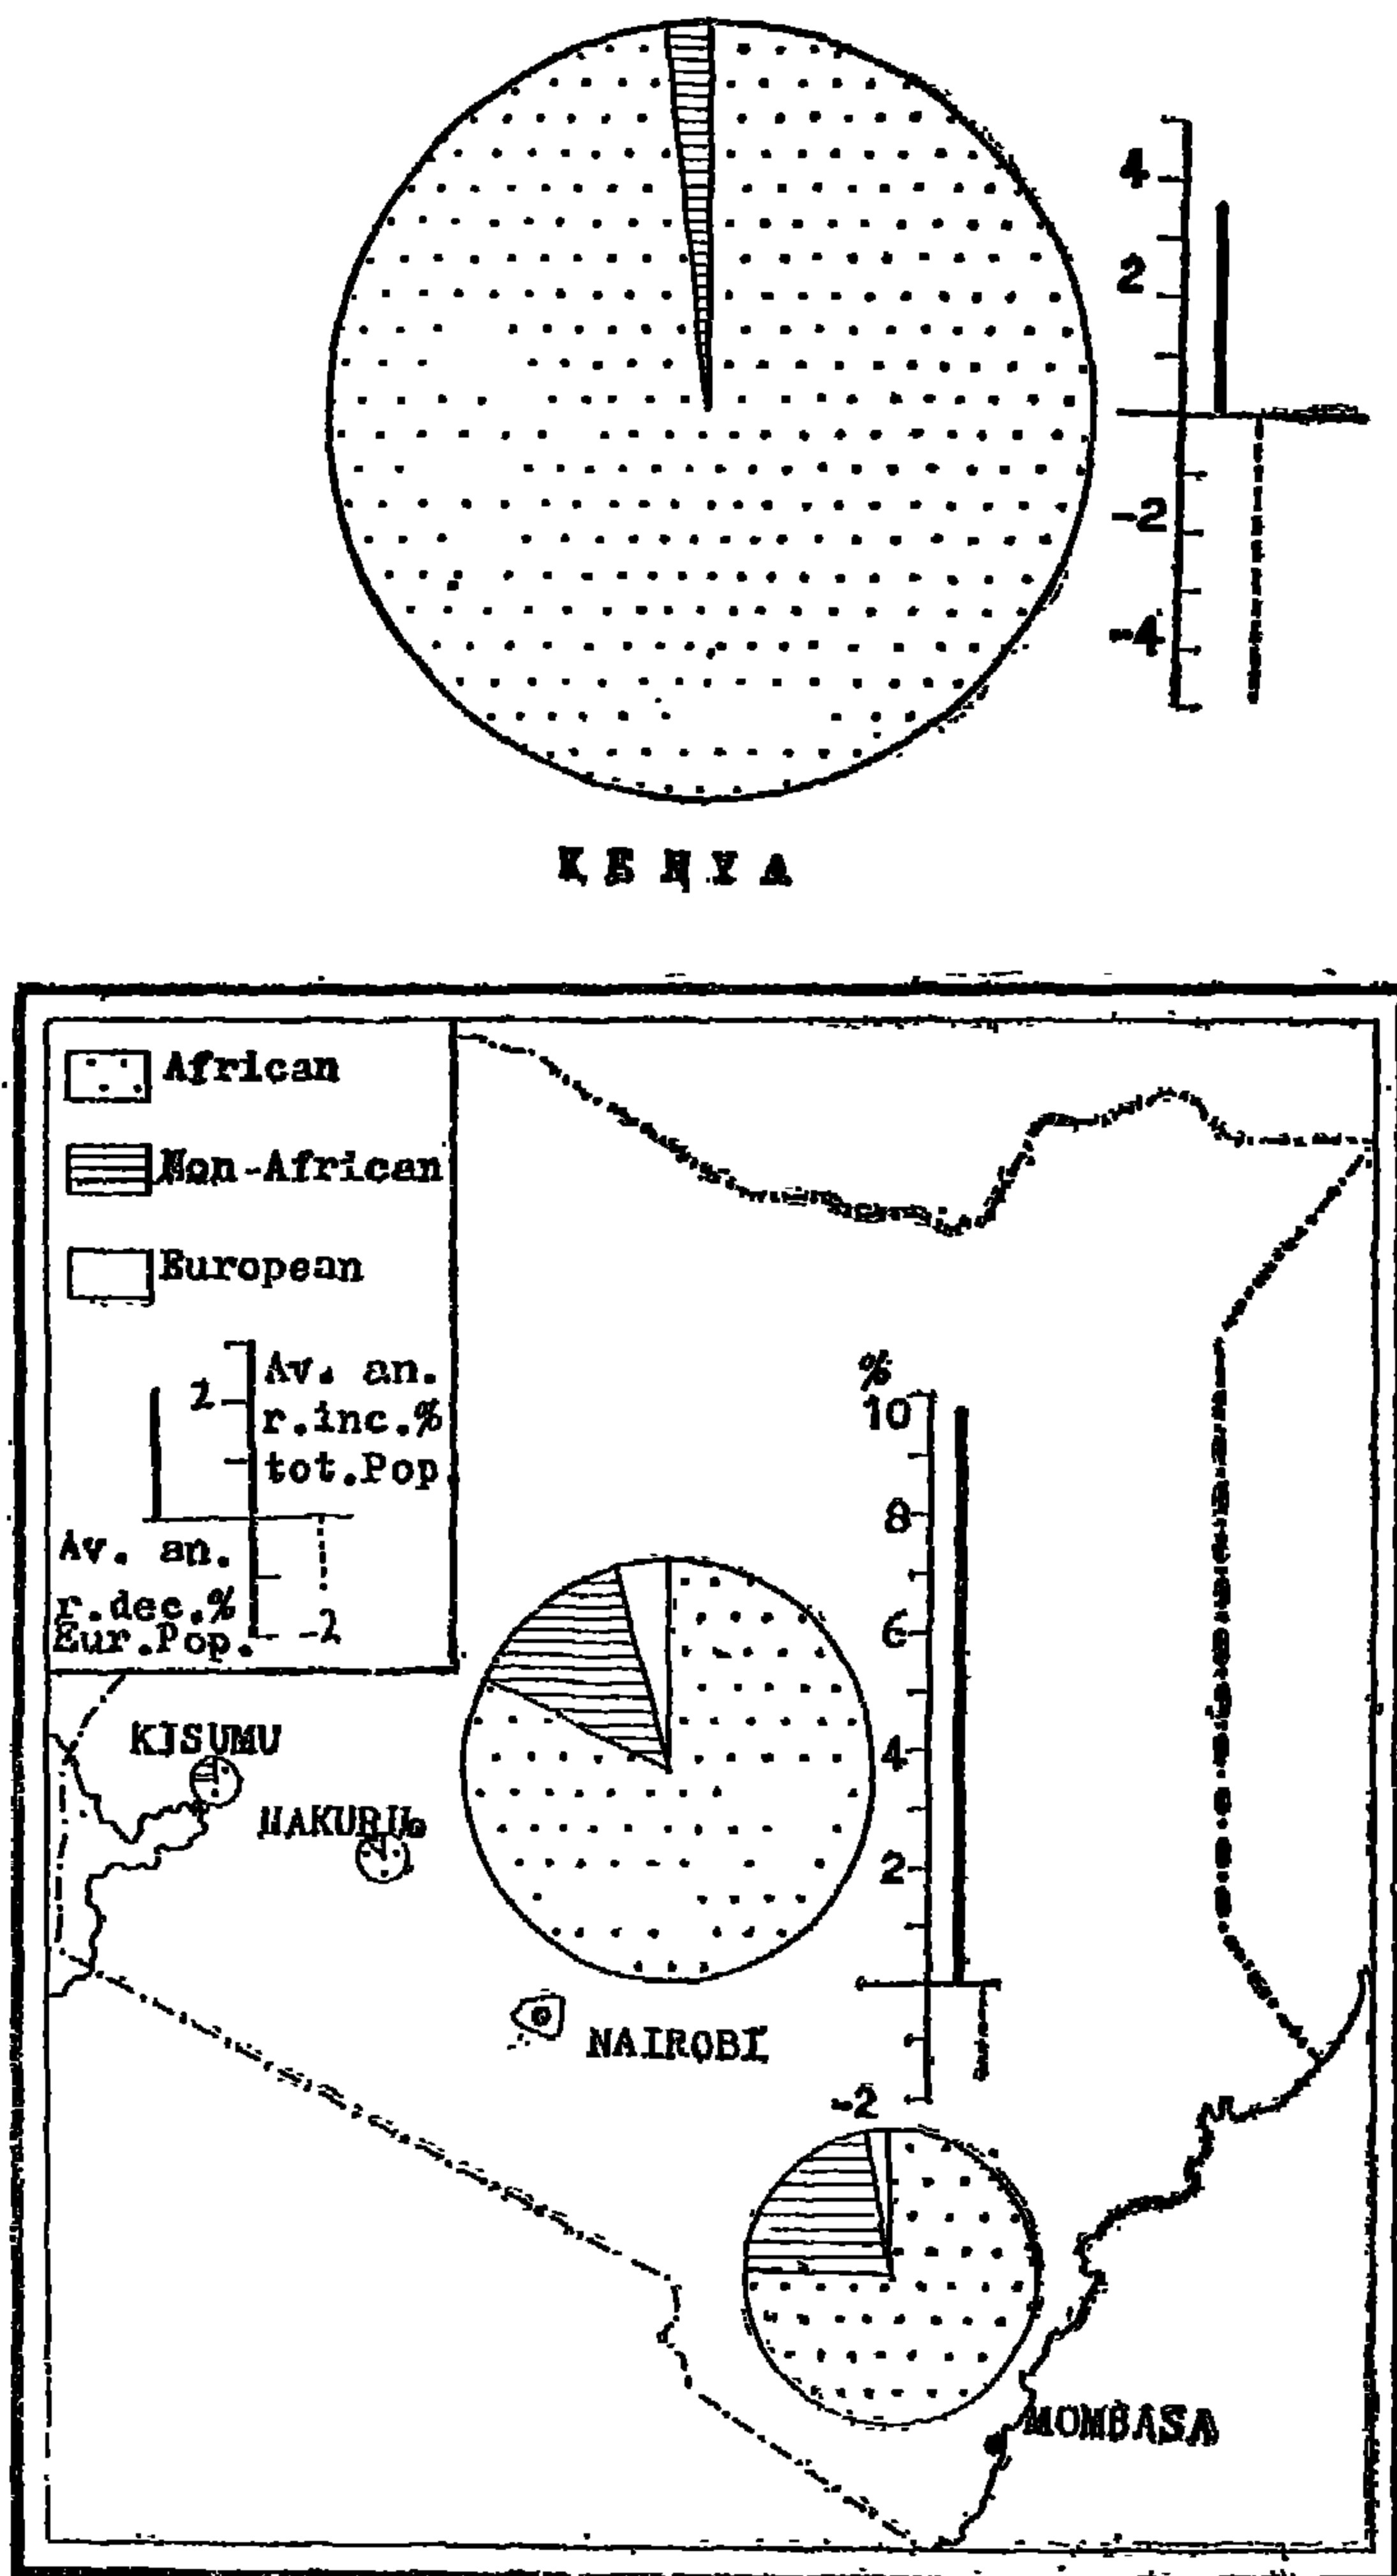 4
2
-2
-4
KENYA
African
Non-African
European
2
Av. an.
r.inc.%
tot.Pop.
Av. an.
r.dec.%
Eur.Pop.
-2
%
10
8
6
4
2
-2
KISUMU
NAKURU
NAIROBI
MOMBASA